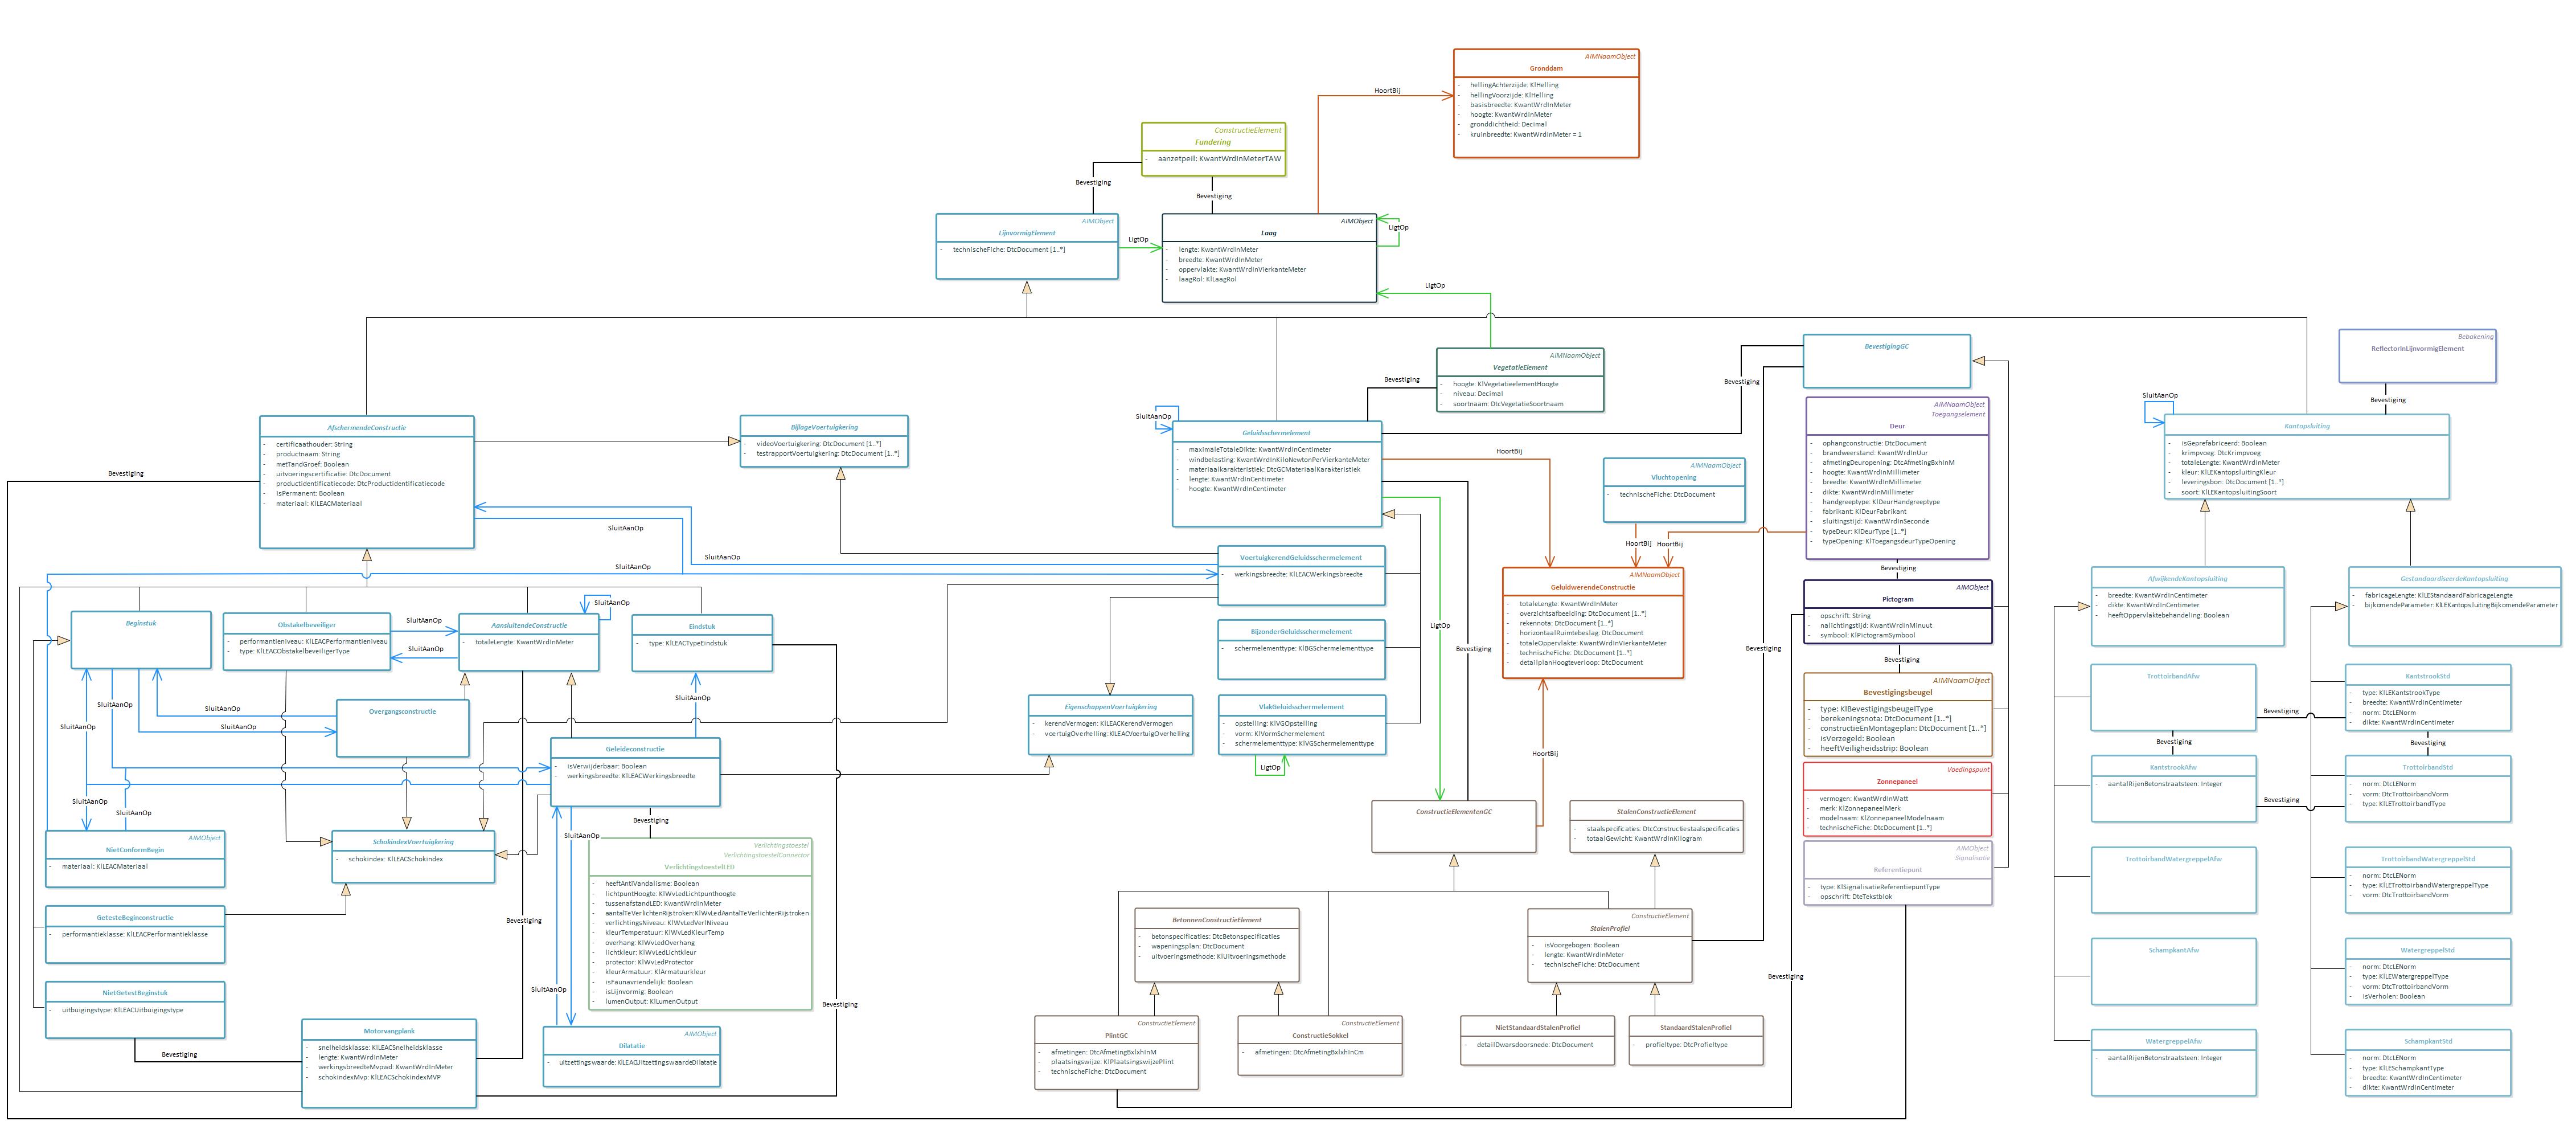 AIMNaamObject
Gronddam
- hellingAchterzijde: KlHelling
- hellingVoorzijde: KlHelling
- basisbreedte: KwantWrdInMeter
- hoogte: KwantWrdInMeter
- gronddichtheid: Decimal
- kruinbreedte: KwantWrdInMeter = 1
HoortBij
ConstructieElement
Fundering
- aanzetpeil: KwantWrdInMeterTAW
Bevestiging
Bevestiging
AIMObject
LijnvormigElement
- technischeFiche: DtcDocument [1..*]
LigtOp
AIMObject
Laag
- lengte: KwantWrdInMeter
- breedte: KwantWrdInMeter
- oppervlakte: KwantWrdInVierkanteMeter
- laagRol: KlLaagRol
LigtOp
LigtOp
AIMNaamObject
VegetatieElement
- hoogte: KlVegetatieelementHoogte
- niveau: Decimal
- soortnaam: DtcVegetatieSoortnaam
Bevestiging
BevestigingGC
Bevestiging
Bebakening
ReflectorInLijnvormigElement
Bevestiging
AfschermendeConstructie
- certificaathouder: String
- productnaam: String
- metTandGroef: Boolean
- uitvoeringscertificatie: DtcDocument
- productidentificatiecode: DtcProductidentificatiecode
- isPermanent: Boolean
- materiaal: KlLEACMateriaal
Bevestiging
BijlageVoertuigkering
- videoVoertuigkering: DtcDocument [1..*]
- testrapportVoertuigkering: DtcDocument [1..*]
SluitAanOp
Geluidsschermelement
- maximaleTotaleDikte: KwantWrdInCentimeter
- windbelasting: KwantWrdInKiloNewtonPerVierkanteMeter
- materiaalkarakteristiek: DtcGCMateriaalKarakteristiek
- lengte: KwantWrdInCentimeter
- hoogte: KwantWrdInCentimeter
HoortBij
AIMObject
Vluchtopening
- technischeFiche: DtcDocument
HoortBij
HoortBij
AIMNaamObject
Toegangselement
Deur
- ophangconstructie: DtcDocument
- brandweerstand: KwantWrdInUur
- afmetingDeuropening: DtcAfmetingBxhInM
- hoogte: KwantWrdInMillimeter
- breedte: KwantWrdInMillimeter
- dikte: KwantWrdInMillimeter
- handgreeptype: KlDeurHandgreeptype
- fabrikant: KlDeurFabrikant
- sluitingstijd: KwantWrdInSeconde
- typeDeur: KlDeurType [1..*]
- typeOpening: KlToegangsdeurTypeOpening
Bevestiging
SluitAanOp
Kantopsluiting
- isGeprefabriceerd: Boolean
- krimpvoeg: DtcKrimpvoeg
- totaleLengte: KwantWrdInMeter
- kleur: KlLEKantopsluitingKleur
- leveringsbon: DtcDocument [1..*]
- soort: KlLEKantopsluitingSoort
SluitAanOp
SluitAanOp
SluitAanOp
VoertuigkerendGeluidsschermelement
- werkingsbreedte: KlLEACWerkingsbreedte
AIMNaamObject
GeluidwerendeConstructie
- totaleLengte: KwantWrdInMeter
- overzichtsafbeelding: DtcDocument [1..*]
- rekennota: DtcDocument [1..*]
- horizontaalRuimtebeslag: DtcDocument
- totaleOppervlakte: KwantWrdInVierkanteMeter
- technischeFiche: DtcDocument [1..*]
- detailplanHoogteverloop: DtcDocument
AIMObject
Pictogram
- opschrift: String
- nalichtingstijd: KwantWrdInMinuut
- symbool: KlPictogramSymbool
Bevestiging
AfwijkendeKantopsluiting
- breedte: KwantWrdInCentimeter
- dikte: KwantWrdInCentimeter
- heeftOppervlaktebehandeling: Boolean
GestandaardiseerdeKantopsluiting
- fabricageLengte: KlLEStandaardFabricageLengte
- bijkomendeParameter: KlLEKantopsluitingBijkomendeParameter
Beginstuk
Obstakelbeveiliger
- performantieniveau: KlLEACPerformantieniveau
- type: KlLEACObstakelbeveiligerType
SluitAanOp
SluitAanOp
AansluitendeConstructie
- totaleLengte: KwantWrdInMeter
SluitAanOp
Eindstuk
- type: KlLEACTypeEindstuk
BijzonderGeluidsschermelement
- schermelementtype: KlBGSchermelementtype
LigtOp
Bevestiging
Bevestiging
SluitAanOp
SluitAanOp
SluitAanOp
SluitAanOp
SluitAanOp
Overgangsconstructie
EigenschappenVoertuigkering
- kerendVermogen: KlLEACKerendVermogen
- voertuigOverhelling: KlLEACVoertuigOverhelling
VlakGeluidsschermelement
- opstelling: KlVGOpstelling
- vorm: KlVormSchermelement
- schermelementtype: KlVGSchermelementtype
LigtOp
HoortBij
AIMNaamObject
Bevestigingsbeugel
- type: KlBevestigingsbeugelType
- berekeningsnota: DtcDocument [1..*]
- constructieEnMontageplan: DtcDocument [1..*]
- isVerzegeld: Boolean
- heeftVeiligheidsstrip: Boolean
TrottoirbandAfw
Bevestiging
Bevestiging
KantstrookStd
- type: KlLEKantstrookType
- breedte: KwantWrdInCentimeter
- norm: DtcLENorm
- dikte: KwantWrdInCentimeter
Bevestiging
Geleideconstructie
- isVerwijderbaar: Boolean
- werkingsbreedte: KlLEACWerkingsbreedte
Bevestiging
Voedingspunt
Zonnepaneel
- vermogen: KwantWrdInWatt
- merk: KlZonnepaneelMerk
- modelnaam: KlZonnepaneelModelnaam
- technischeFiche: DtcDocument [1..*]
KantstrookAfw
- aantalRijenBetonstraatsteen: Integer
Bevestiging
TrottoirbandStd
- norm: DtcLENorm
- vorm: DtcTrottoirbandVorm
- type: KlLETrottoirbandType
SluitAanOp
SluitAanOp
SluitAanOp
AIMObject
NietConformBegin
- materiaal: KlLEACMateriaal
SchokindexVoertuigkering
- schokindex: KlLEACSchokindex
Verlichtingstoestel
VerlichtingstoestelConnector
VerlichtingstoestelLED
- heeftAntiVandalisme: Boolean
- lichtpuntHoogte: KlWvLedLichtpunthoogte
- tussenafstandLED: KwantWrdInMeter
- aantalTeVerlichtenRijstroken: KlWvLedAantalTeVerlichtenRijstroken
- verlichtingsNiveau: KlWvLedVerlNiveau
- kleurTemperatuur: KlWvLedKleurTemp
- overhang: KlWvLedOverhang
- lichtkleur: KlWvLedLichtkleur
- protector: KlWvLedProtector
- kleurArmatuur: KlArmatuurkleur
- isFaunavriendelijk: Boolean
- isLijnvormig: Boolean
- lumenOutput: KlLumenOutput
ConstructieElementenGC
StalenConstructieElement
- staalspecificaties: DtcConstructiestaalspecificaties
- totaalGewicht: KwantWrdInKilogram
AIMObject
Signalisatie
Referentiepunt
- type: KlSignalisatieReferentiepuntType
- opschrift: DteTekstblok
TrottoirbandWatergreppelAfw
TrottoirbandWatergreppelStd
- norm: DtcLENorm
- type: KlLETrottoirbandWatergreppelType
- vorm: DtcTrottoirbandVorm
GetesteBeginconstructie
- performantieklasse: KlLEACPerformantieklasse
Bevestiging
BetonnenConstructieElement
- betonspecificaties: DtcBetonspecificaties
- wapeningsplan: DtcDocument
- uitvoeringsmethode: KlUitvoeringsmethode
ConstructieElement
StalenProfiel
- isVoorgebogen: Boolean
- lengte: KwantWrdInMeter
- technischeFiche: DtcDocument
Bevestiging
SchampkantAfw
WatergreppelStd
- norm: DtcLENorm
- type: KlLEWatergreppelType
- vorm: DtcTrottoirbandVorm
- isVerholen: Boolean
NietGetestBeginstuk
- uitbuigingstype: KlLEACUitbuigingstype
SluitAanOp
Bevestiging
Bevestiging
Motorvangplank
- snelheidsklasse: KlLEACSnelheidsklasse
- lengte: KwantWrdInMeter
- werkingsbreedteMvpwd: KwantWrdInMeter
- schokindexMvp: KlLEACSchokindexMVP
AIMObject
Dilatatie
- uitzettingswaarde: KlLEACUitzettingswaardeDilatatie
ConstructieElement
PlintGC
- afmetingen: DtcAfmetingBxlxhInM
- plaatsingswijze: KlPlaatsingswijzePlint
- technischeFiche: DtcDocument
ConstructieElement
ConstructieSokkel
- afmetingen: DtcAfmetingBxlxhInCm
NietStandaardStalenProfiel
- detailDwarsdoorsnede: DtcDocument
StandaardStalenProfiel
- profieltype: DtcProfieltype
WatergreppelAfw
- aantalRijenBetonstraatsteen: Integer
SchampkantStd
- norm: DtcLENorm
- type: KlLESchampkantType
- breedte: KwantWrdInCentimeter
- dikte: KwantWrdInCentimeter